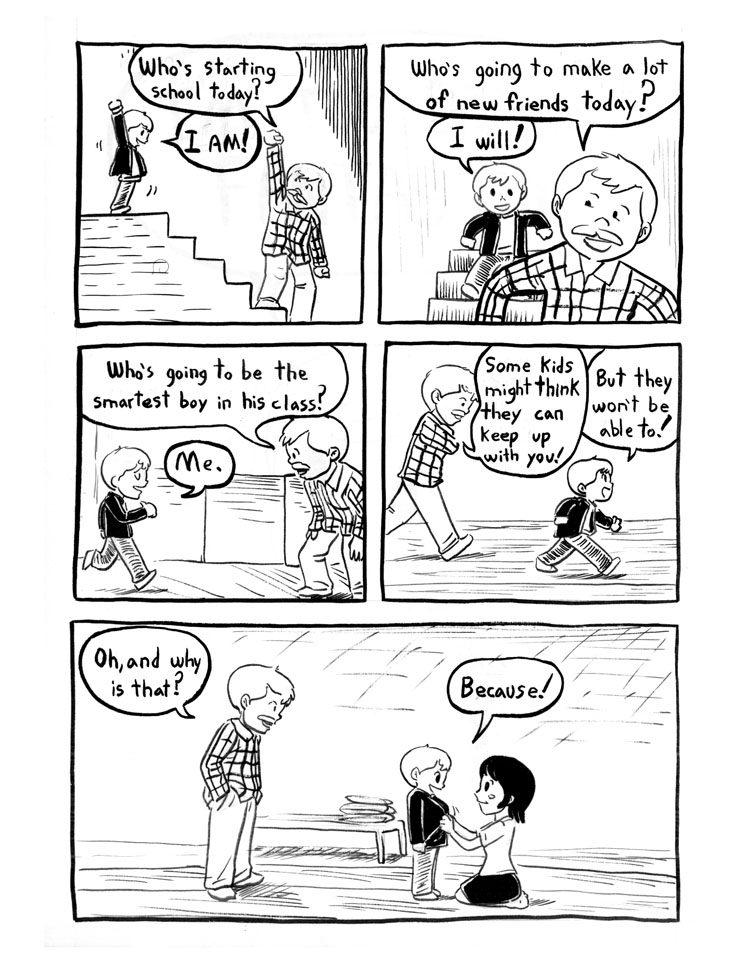 Who's starting
school today?
I AM!
Who's going to make a lot
of new friends today?
I will!
Who's going to be the
smartest boy in his class?
Me.
Some kids
might think
they can
keep up
with you!
But they
won't be
able to!
Oh, and why
is that?
Because!